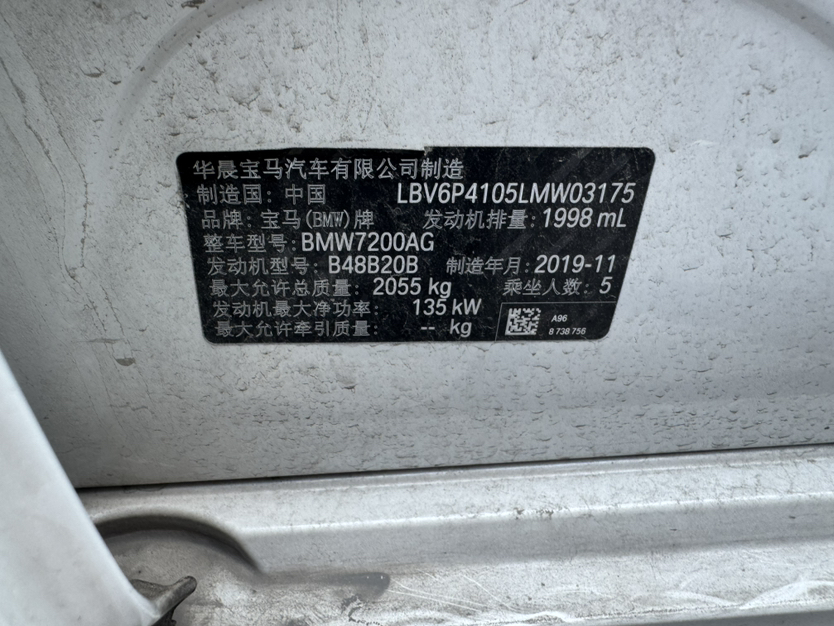 华晨宝马汽车有限公司制造
制造国：中国 LBV6P4105LMW03175
品牌：宝马(BMW)牌 发动机排量：1998 mL
整车型号：BMW7200AG
发动机型号：B48B20B 制造年月：2019-11
最大允许总质量：2055 kg 乘坐人数：5
发动机最大净功率：135 kW
最大允许牵引质量：-- kg
A96
8 738 756